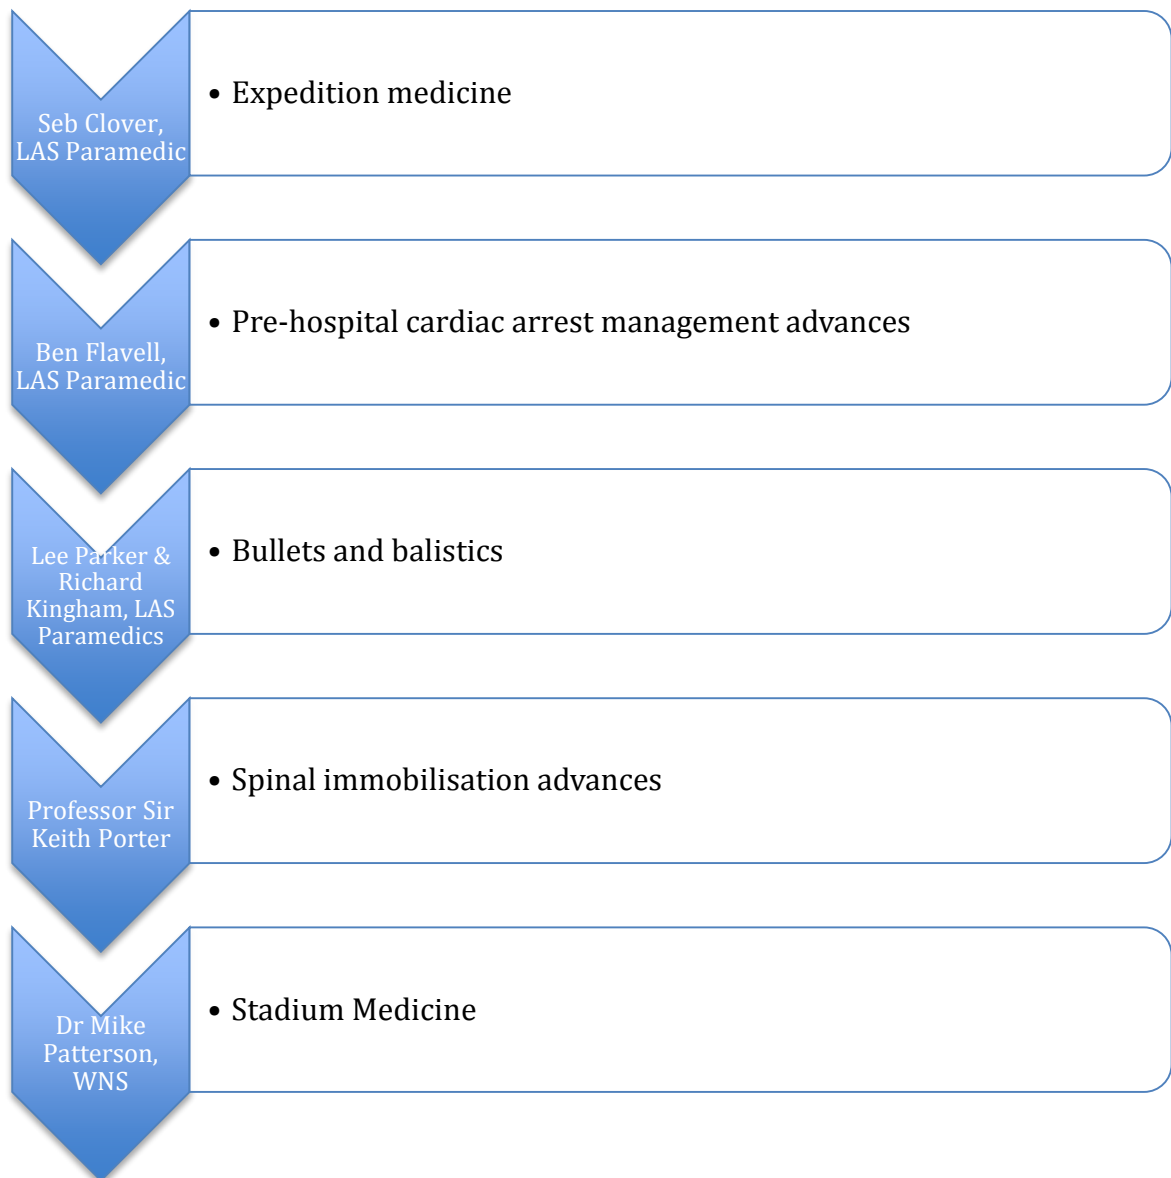 Seb Clover,
LAS Paramedic
• Expedition medicine
Ben Flavell,
LAS Paramedic
• Pre-hospital cardiac arrest management advances
Lee Parker &
Richard
Kingham, LAS
Paramedics
• Bullets and balistics
Professor Sir
Keith Porter
• Spinal immobilisation advances
Dr Mike
Patterson,
WNS
• Stadium Medicine